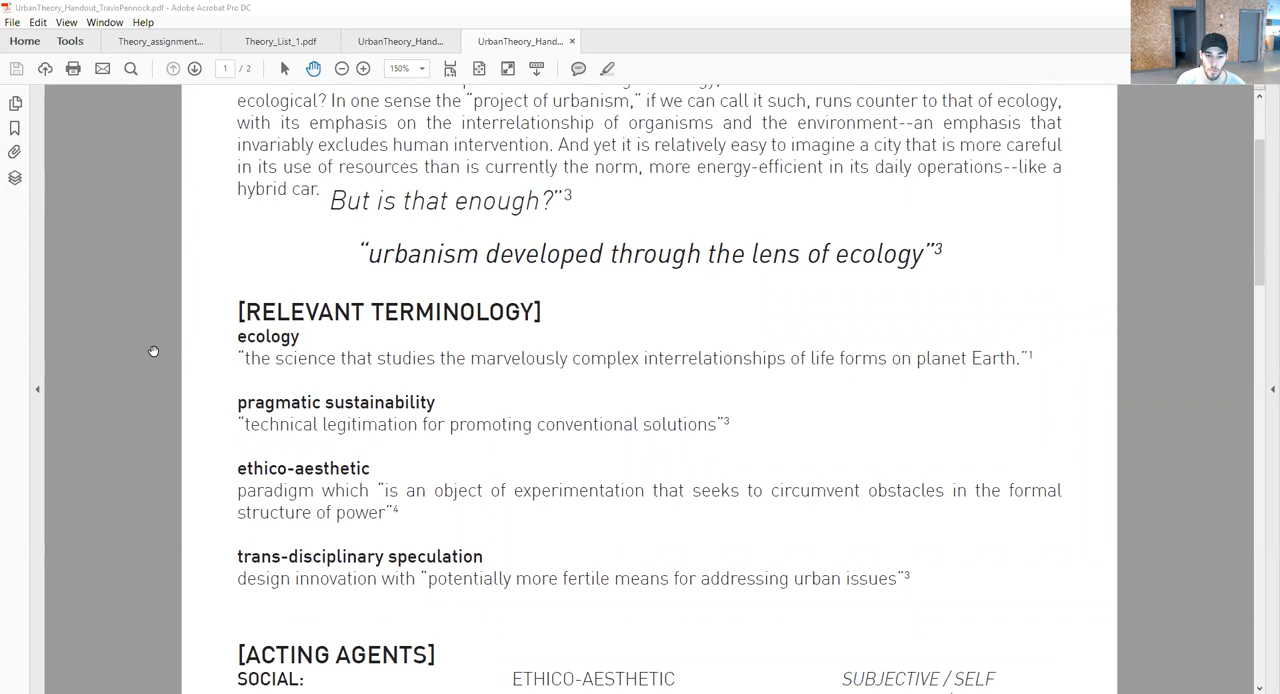 UrbanTheory_Handout_TravisPennock.pdf - Adobe Acrobat Pro DC
File Edit View Window Help
Home Tools Theory_assignment... Theory_List_1.pdf UrbanTheory_Hand... UrbanTheory_Hand... ×
1 / 2 150%
ecological? In one sense the “project of urbanism,” if we can call it such, runs counter to that of ecology,
with its emphasis on the interrelationship of organisms and the environment--an emphasis that
invariably excludes human intervention. And yet it is relatively easy to imagine a city that is more careful
in its use of resources than is currently the norm, more energy-efficient in its daily operations--like a
hybrid car. But is that enough?”3
“urbanism developed through the lens of ecology”3
[RELEVANT TERMINOLOGY]
ecology
“the science that studies the marvelously complex interrelationships of life forms on planet Earth.”1
pragmatic sustainability
“technical legitimation for promoting conventional solutions”3
ethico-aesthetic
paradigm which “is an object of experimentation that seeks to circumvent obstacles in the formal
structure of power”4
trans-disciplinary speculation
design innovation with “potentially more fertile means for addressing urban issues”3
[ACTING AGENTS]
SOCIAL: ETHICO-AESTHETIC SUBJECTIVE / SELF